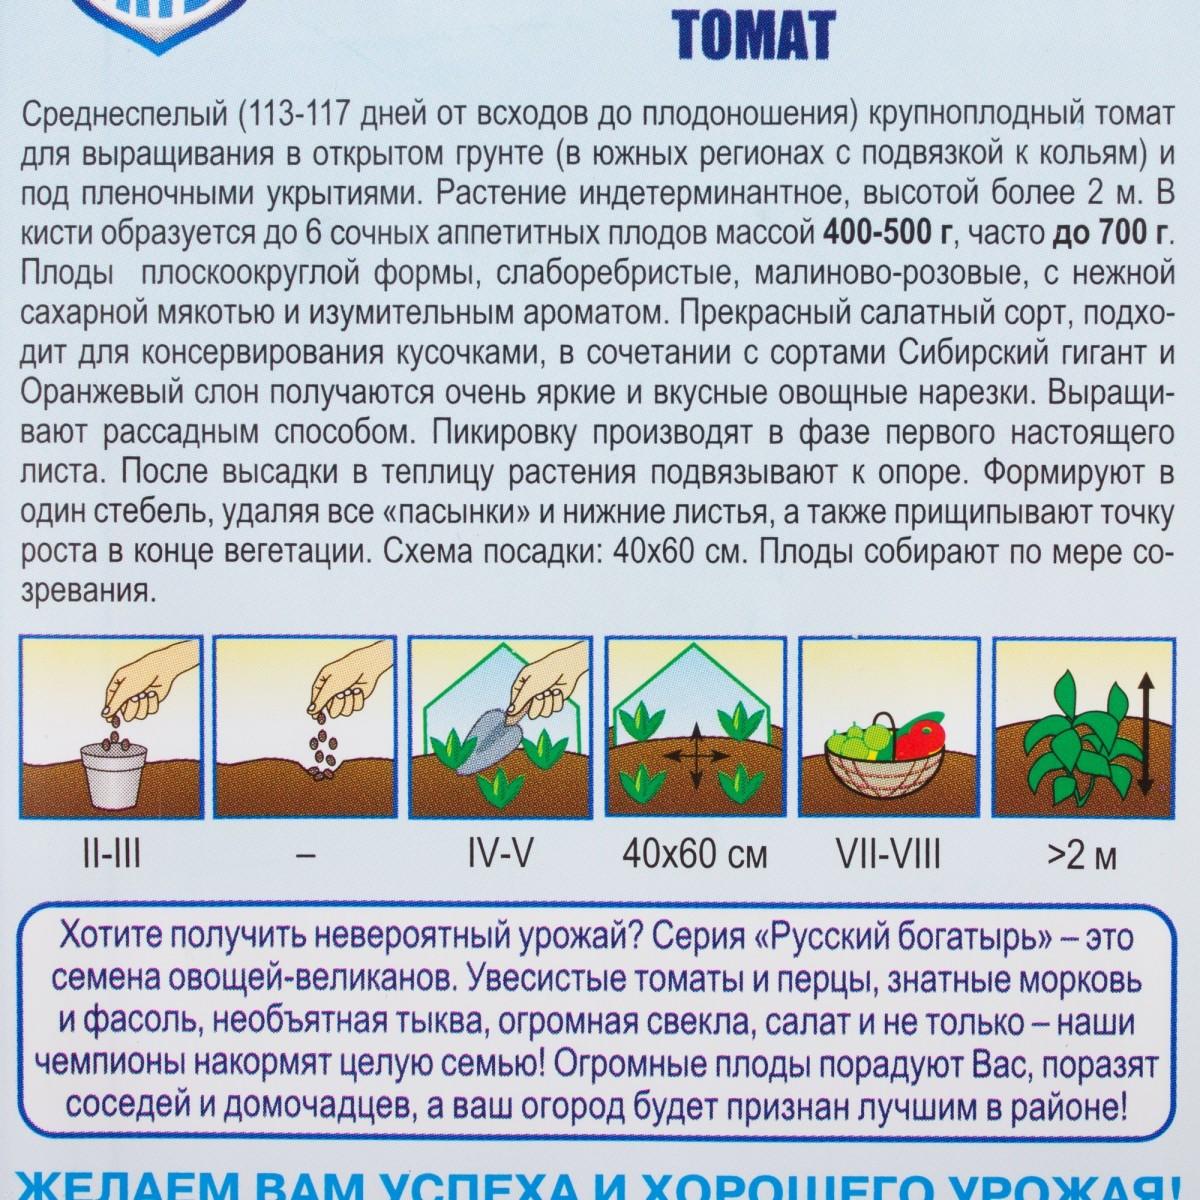 ТОМАТ
Среднеспелый (113-117 дней от всходов до плодоношения) крупноплодный томат
для выращивания в открытом грунте (в южных регионах с подвязкой к кольям) и
под пленочными укрытиями. Растение индетерминантное, высотой более 2 м. В
кисти образуется до 6 сочных аппетитных плодов массой 400-500 г, часто до 700 г.
Плоды плоскоокруглой формы, слаборебристые, малиново-розовые, с нежной
сахарной мякотью и изумительным ароматом. Прекрасный салатный сорт, подхо-
дит для консервирования кусочками, в сочетании с сортами Сибирский гигант и
Оранжевый слон получаются очень яркие и вкусные овощные нарезки. Выращи-
вают рассадным способом. Пикировку производят в фазе первого настоящего
листа. После высадки в теплицу растения подвязывают к опоре. Формируют в
один стебель, удаляя все «пасынки» и нижние листья, а также прищипывают точку
роста в конце вегетации. Схема посадки: 40х60 см. Плоды собирают по мере со-
зревания.
II-III – IV-V 40х60 см VII-VIII >2 м
Хотите получить невероятный урожай? Серия «Русский богатырь» – это
семена овощей-великанов. Увесистые томаты и перцы, знатные морковь
и фасоль, необъятная тыква, огромная свекла, салат и не только – наши
чемпионы накормят целую семью! Огромные плоды порадуют Вас, поразят
соседей и домочадцев, а ваш огород будет признан лучшим в районе!
ЖЕЛАЕМ ВАМ УСПЕХА И ХОРОШЕГО УРОЖАЯ!